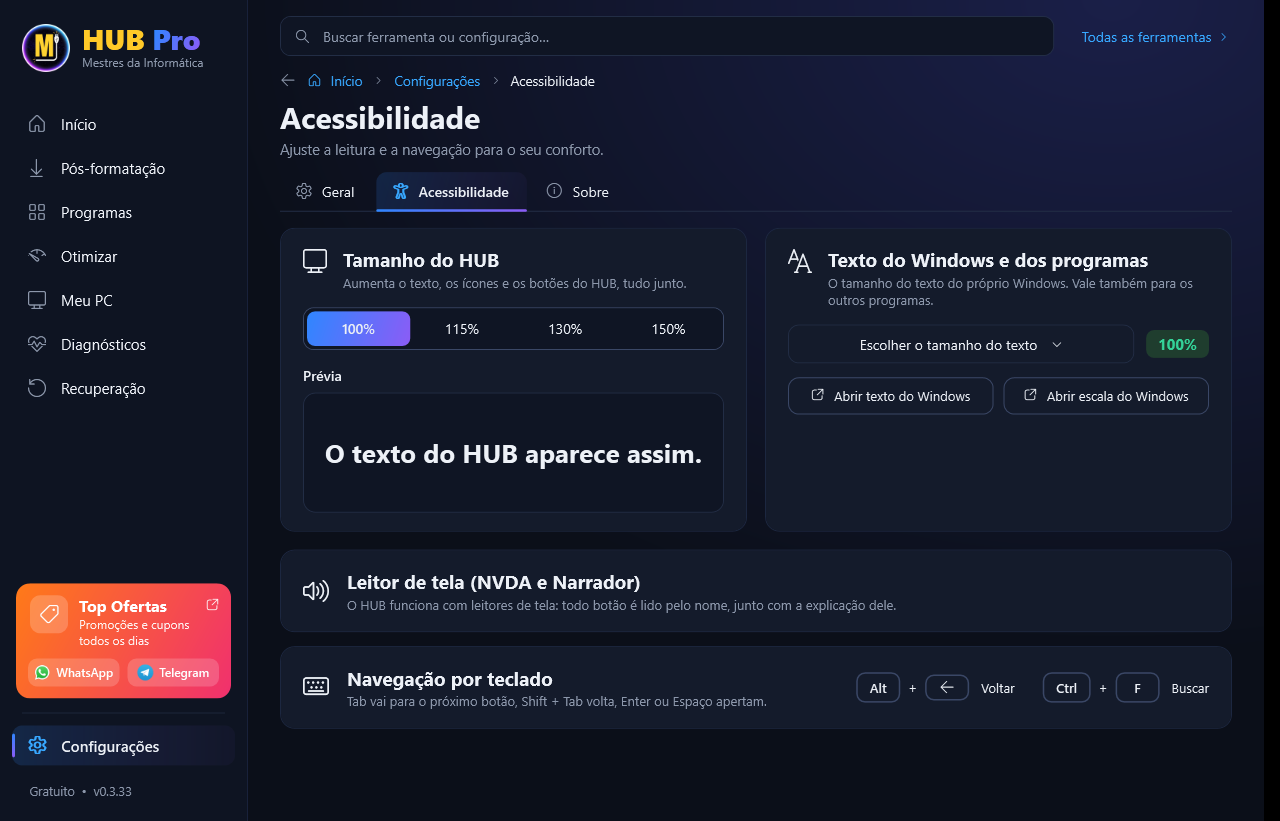 HUB Pro
Mestres da Informática
Início
Pós-formatação
Programas
Otimizar
Meu PC
Diagnósticos
Recuperação
Top Ofertas
Promoções e cupons
todos os dias
WhatsApp
Telegram
Configurações
Gratuito • v0.3.33
Buscar ferramenta ou configuração...
Todas as ferramentas
Início
Configurações
Acessibilidade
Acessibilidade
Ajuste a leitura e a navegação para o seu conforto.
Geral
Acessibilidade
Sobre
Tamanho do HUB
Aumenta o texto, os ícones e os botões do HUB, tudo junto.
100%
115%
130%
150%
Prévia
O texto do HUB aparece assim.
Texto do Windows e dos programas
O tamanho do texto do próprio Windows. Vale também para os
outros programas.
Escolher o tamanho do texto
100%
Abrir texto do Windows
Abrir escala do Windows
Leitor de tela (NVDA e Narrador)
O HUB funciona com leitores de tela: todo botão é lido pelo nome, junto com a explicação dele.
Navegação por teclado
Tab vai para o próximo botão, Shift + Tab volta, Enter ou Espaço apertam.
Alt + ← Voltar
Ctrl + F Buscar